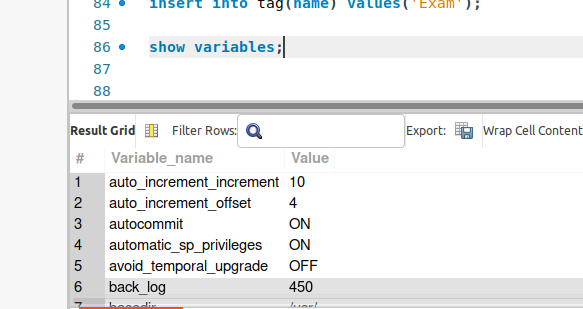 84 insert into tag(name) values('Exam');
85
86 show variables;
87
88
Result Grid Filter Rows: Export: Wrap Cell Content
# Variable_name Value
1 auto_increment_increment 10
2 auto_increment_offset 4
3 autocommit ON
4 automatic_sp_privileges ON
5 avoid_temporal_upgrade OFF
6 back_log 450
7 basedir /usr/